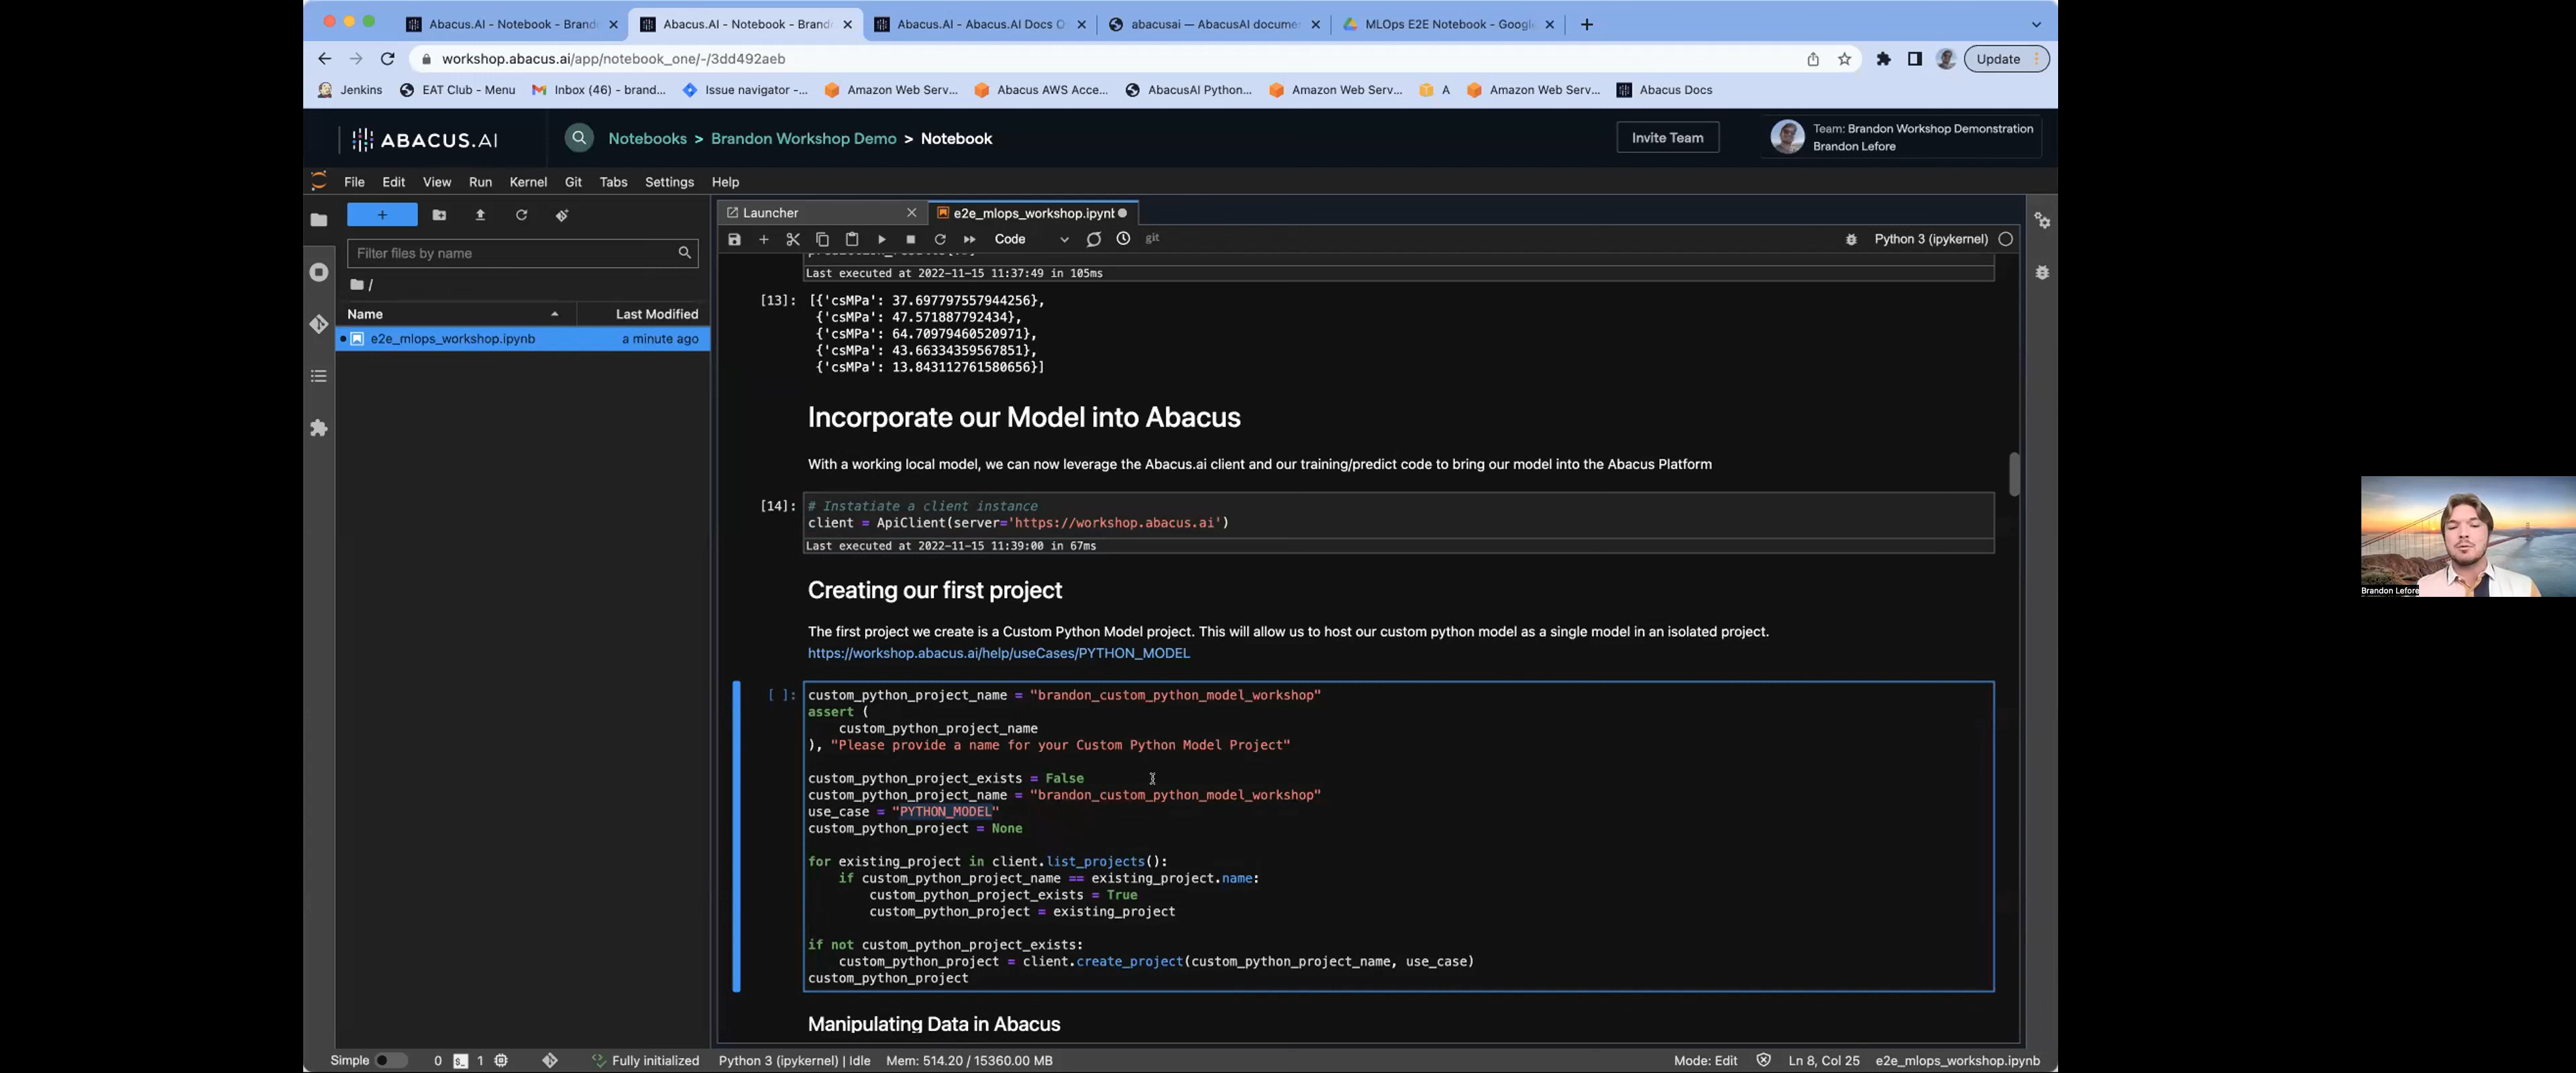 Abacus.AI - Notebook - Brand
Abacus.AI - Notebook - Brand
Abacus.AI - Abacus.AI Docs O
abacusai — AbacusAI docume
MLOps E2E Notebook - Googl
workshop.abacus.ai/app/notebook_one/-/3dd492aeb
Update
Jenkins
EAT Club - Menu
Inbox (46) - brand...
Issue navigator -...
Amazon Web Serv...
Abacus AWS Acce...
AbacusAI Python...
Amazon Web Serv...
A
Amazon Web Serv...
Abacus Docs
ABACUS.AI
Notebooks > Brandon Workshop Demo > Notebook
Invite Team
Team: Brandon Workshop Demonstration
Brandon Lefore
File Edit View Run Kernel Git Tabs Settings Help
Launcher
e2e_mlops_workshop.ipynb
Code
git
Python 3 (ipykernel)
Filter files by name
/
Name
Last Modified
e2e_mlops_workshop.ipynb
a minute ago
Last executed at 2022-11-15 11:37:49 in 105ms
[13]: [{'csMPa': 37.697797557944256},
{'csMPa': 47.571887792434},
{'csMPa': 64.70979460520971},
{'csMPa': 43.66334359567851},
{'csMPa': 13.843112761580656}]
Incorporate our Model into Abacus
With a working local model, we can now leverage the Abacus.ai client and our training/predict code to bring our model into the Abacus Platform
[14]: # Instatiate a client instance
client = ApiClient(server='https://workshop.abacus.ai')
Last executed at 2022-11-15 11:39:00 in 67ms
Creating our first project
The first project we create is a Custom Python Model project. This will allow us to host our custom python model as a single model in an isolated project.
https://workshop.abacus.ai/help/useCases/PYTHON_MODEL
[ ]: custom_python_project_name = "brandon_custom_python_model_workshop"
assert (
custom_python_project_name
), "Please provide a name for your Custom Python Model Project"
custom_python_project_exists = False
custom_python_project_name = "brandon_custom_python_model_workshop"
use_case = "PYTHON_MODEL"
custom_python_project = None
for existing_project in client.list_projects():
if custom_python_project_name == existing_project.name:
custom_python_project_exists = True
custom_python_project = existing_project
if not custom_python_project_exists:
custom_python_project = client.create_project(custom_python_project_name, use_case)
custom_python_project
Manipulating Data in Abacus
Simple
0
1
Fully initialized
Python 3 (ipykernel) | Idle
Mem: 514.20 / 15360.00 MB
Mode: Edit
Ln 8, Col 25
e2e_mlops_workshop.ipynb
Brandon Lefore